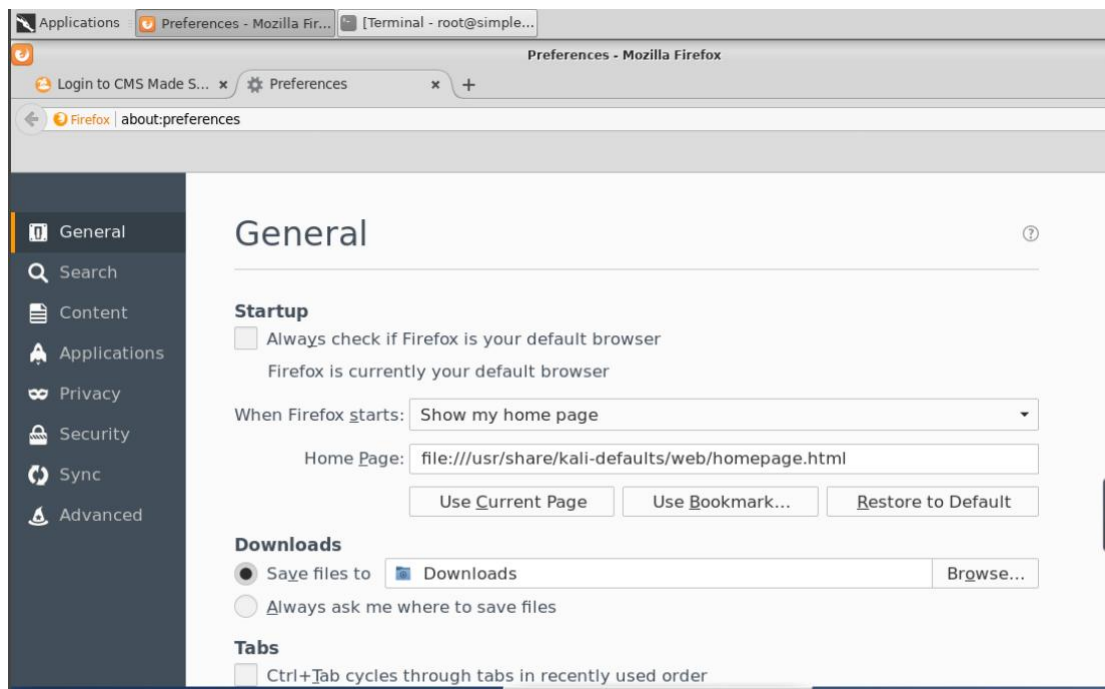 Applications Preferences - Mozilla Fir... [Terminal - root@simple...
Preferences - Mozilla Firefox
Login to CMS Made S... × Preferences × +
Firefox about:preferences
General
Search
Content
Applications
Privacy
Security
Sync
Advanced
General ?
Startup
Always check if Firefox is your default browser
Firefox is currently your default browser
When Firefox starts: Show my home page
Home Page: file:///usr/share/kali-defaults/web/homepage.html
Use Current Page Use Bookmark... Restore to Default
Downloads
Save files to Downloads Browse...
Always ask me where to save files
Tabs
Ctrl+Tab cycles through tabs in recently used order